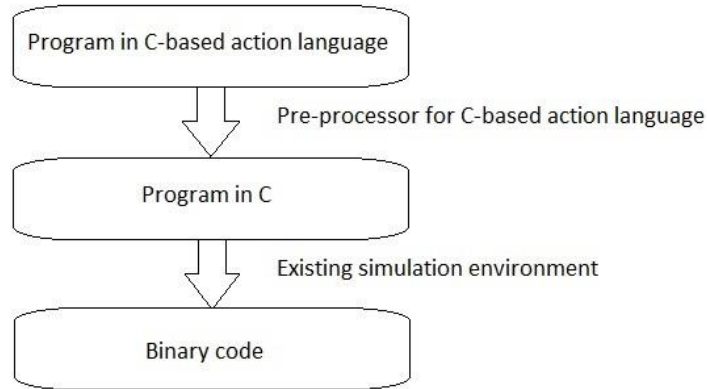 Program in C-based action language
Pre-processor for C-based action language
Program in C
Existing simulation environment
Binary code